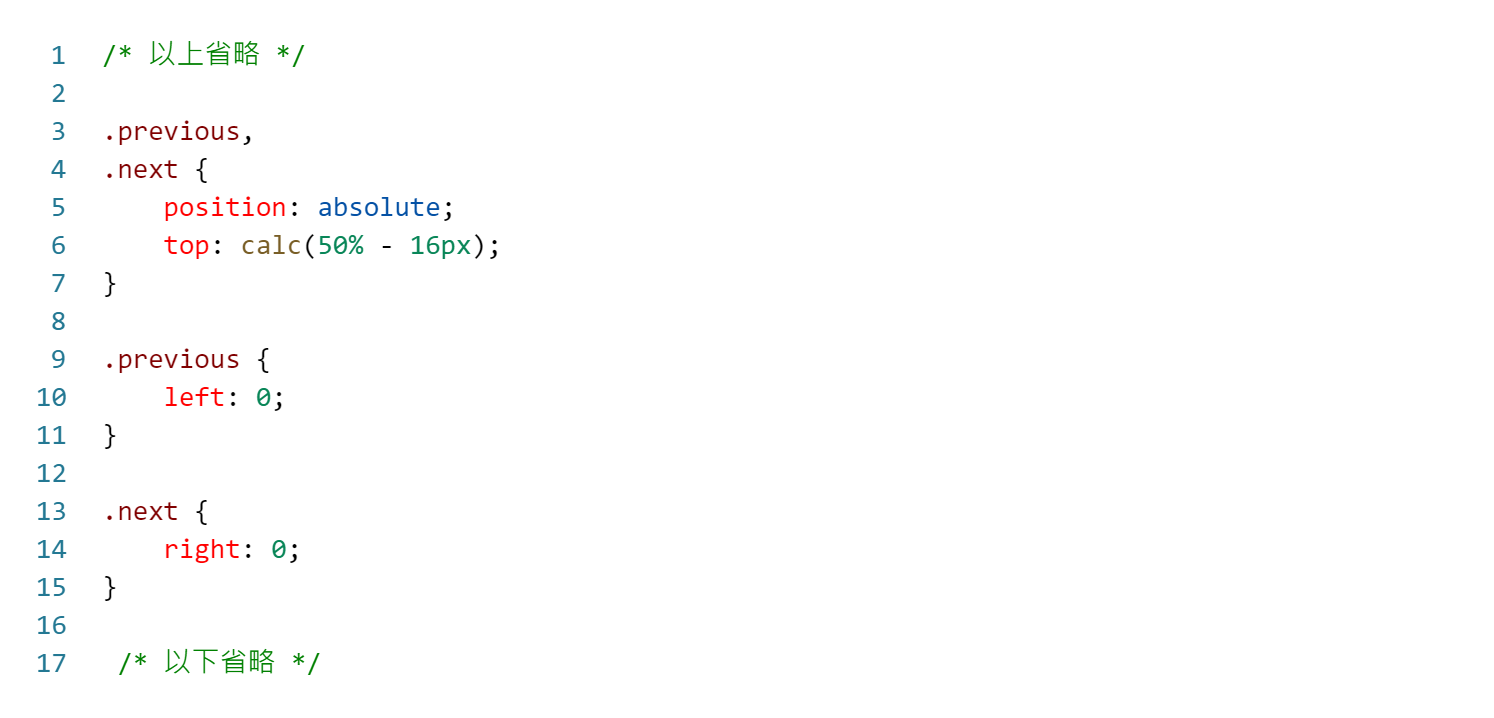 1 /* 以上省略 */
2
3 .previous,
4 .next {
5     position: absolute;
6     top: calc(50% - 16px);
7 }
8
9 .previous {
10     left: 0;
11 }
12
13 .next {
14     right: 0;
15 }
16
17  /* 以下省略 */